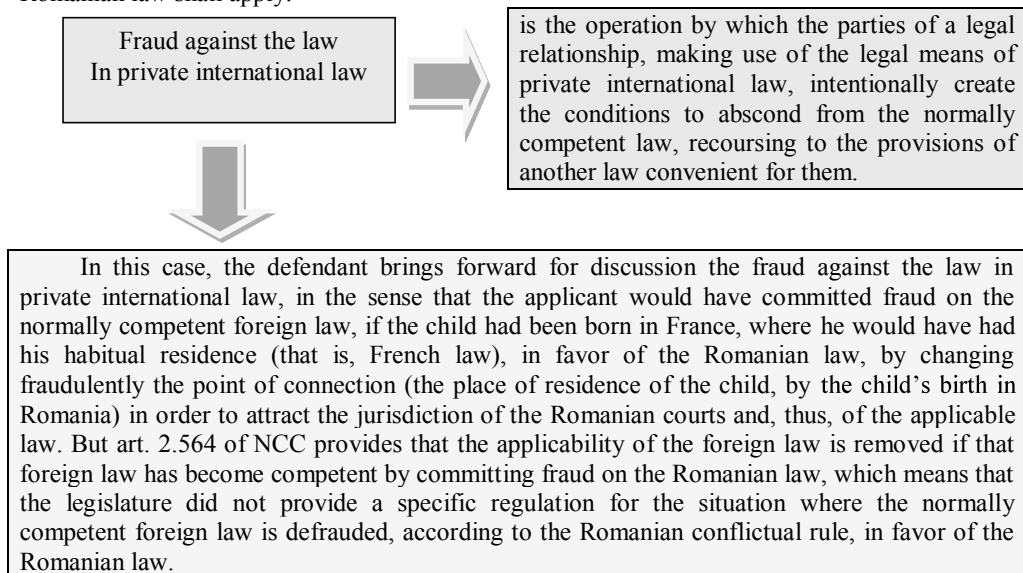 Romanian law shall apply.
Fraud against the law
In private international law
is the operation by which the parties of a legal
relationship, making use of the legal means of
private international law, intentionally create
the conditions to abscond from the normally
competent law, recoursing to the provisions of
another law convenient for them.
In this case, the defendant brings forward for discussion the fraud against the law in
private international law, in the sense that the applicant would have committed fraud on the
normally competent foreign law, if the child had been born in France, where he would have had
his habitual residence (that is, French law), in favor of the Romanian law, by changing
fraudulently the point of connection (the place of residence of the child, by the child’s birth in
Romania) in order to attract the jurisdiction of the Romanian courts and, thus, of the applicable
law. But art. 2.564 of NCC provides that the applicability of the foreign law is removed if that
foreign law has become competent by committing fraud on the Romanian law, which means that
the legislature did not provide a specific regulation for the situation where the normally
competent foreign law is defrauded, according to the Romanian conflictual rule, in favor of the
Romanian law.